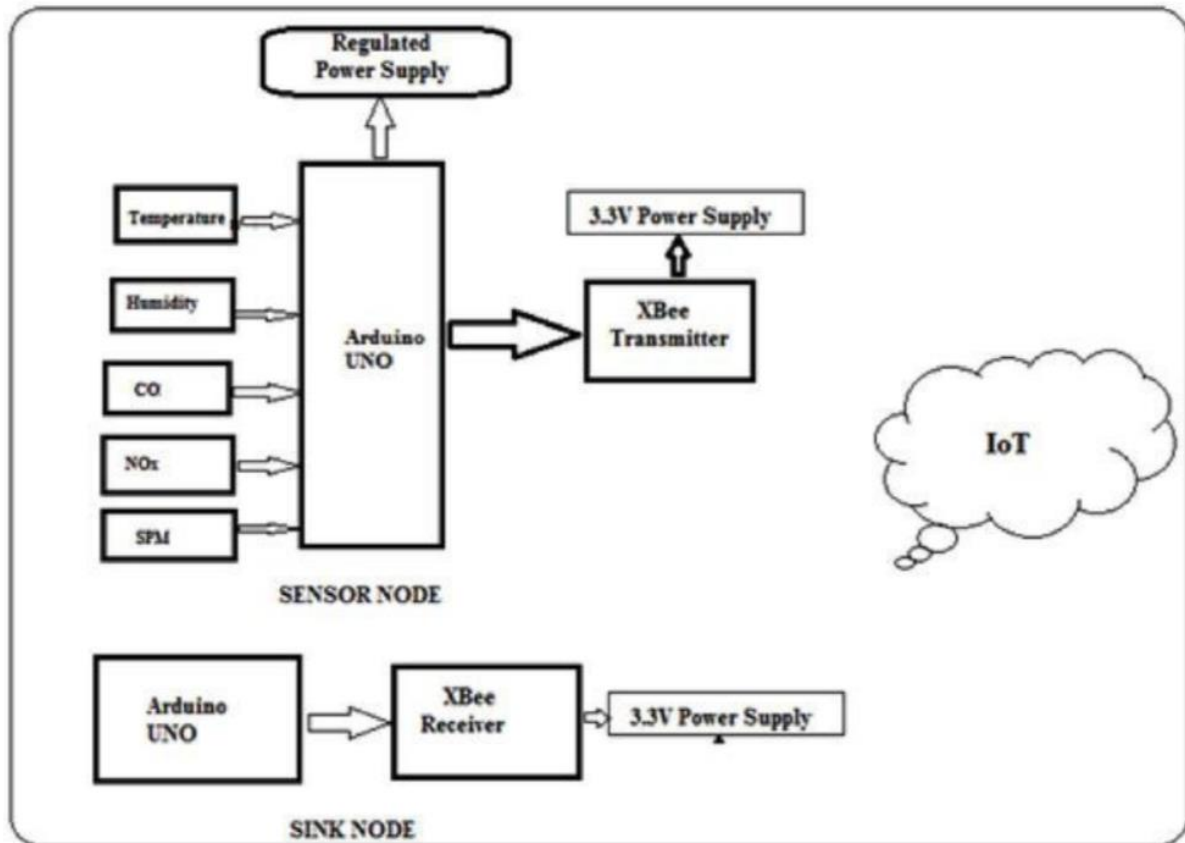 Regulated
Power Supply
Temperature
3.3V Power Supply
Humidity
XBee
Transmitter
Arduino
UNO
CO
IoT
NOx
SPM
SENSOR NODE
Arduino
UNO
XBee
Receiver
3.3V Power Supply
SINK NODE